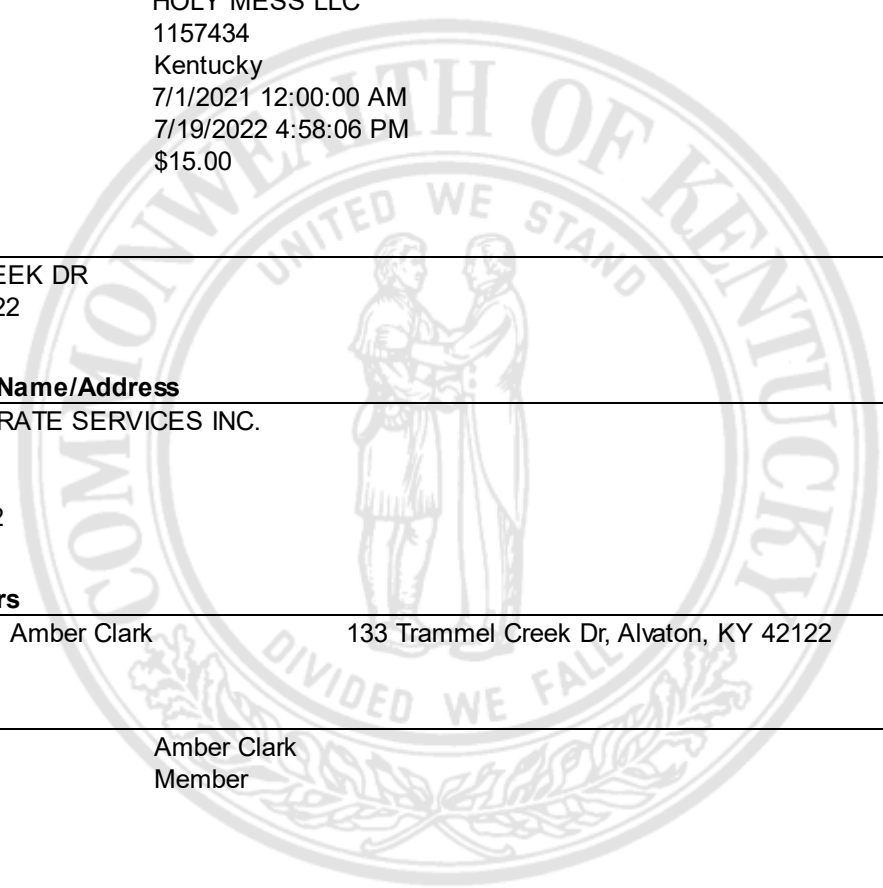 HOLY MESS LLC
1157434
Kentucky
7/1/2021 12:00:00 AM
7/19/2022 4:58:06 PM
$15.00
EEK DR
22
Name/Address
RATE SERVICES INC.
2
rs
Amber Clark 133 Trammel Creek Dr, Alvaton, KY 42122
Amber Clark
Member
COMMONWEALTH OF KENTUCKY
UNITED WE STAND
DIVIDED WE FALL